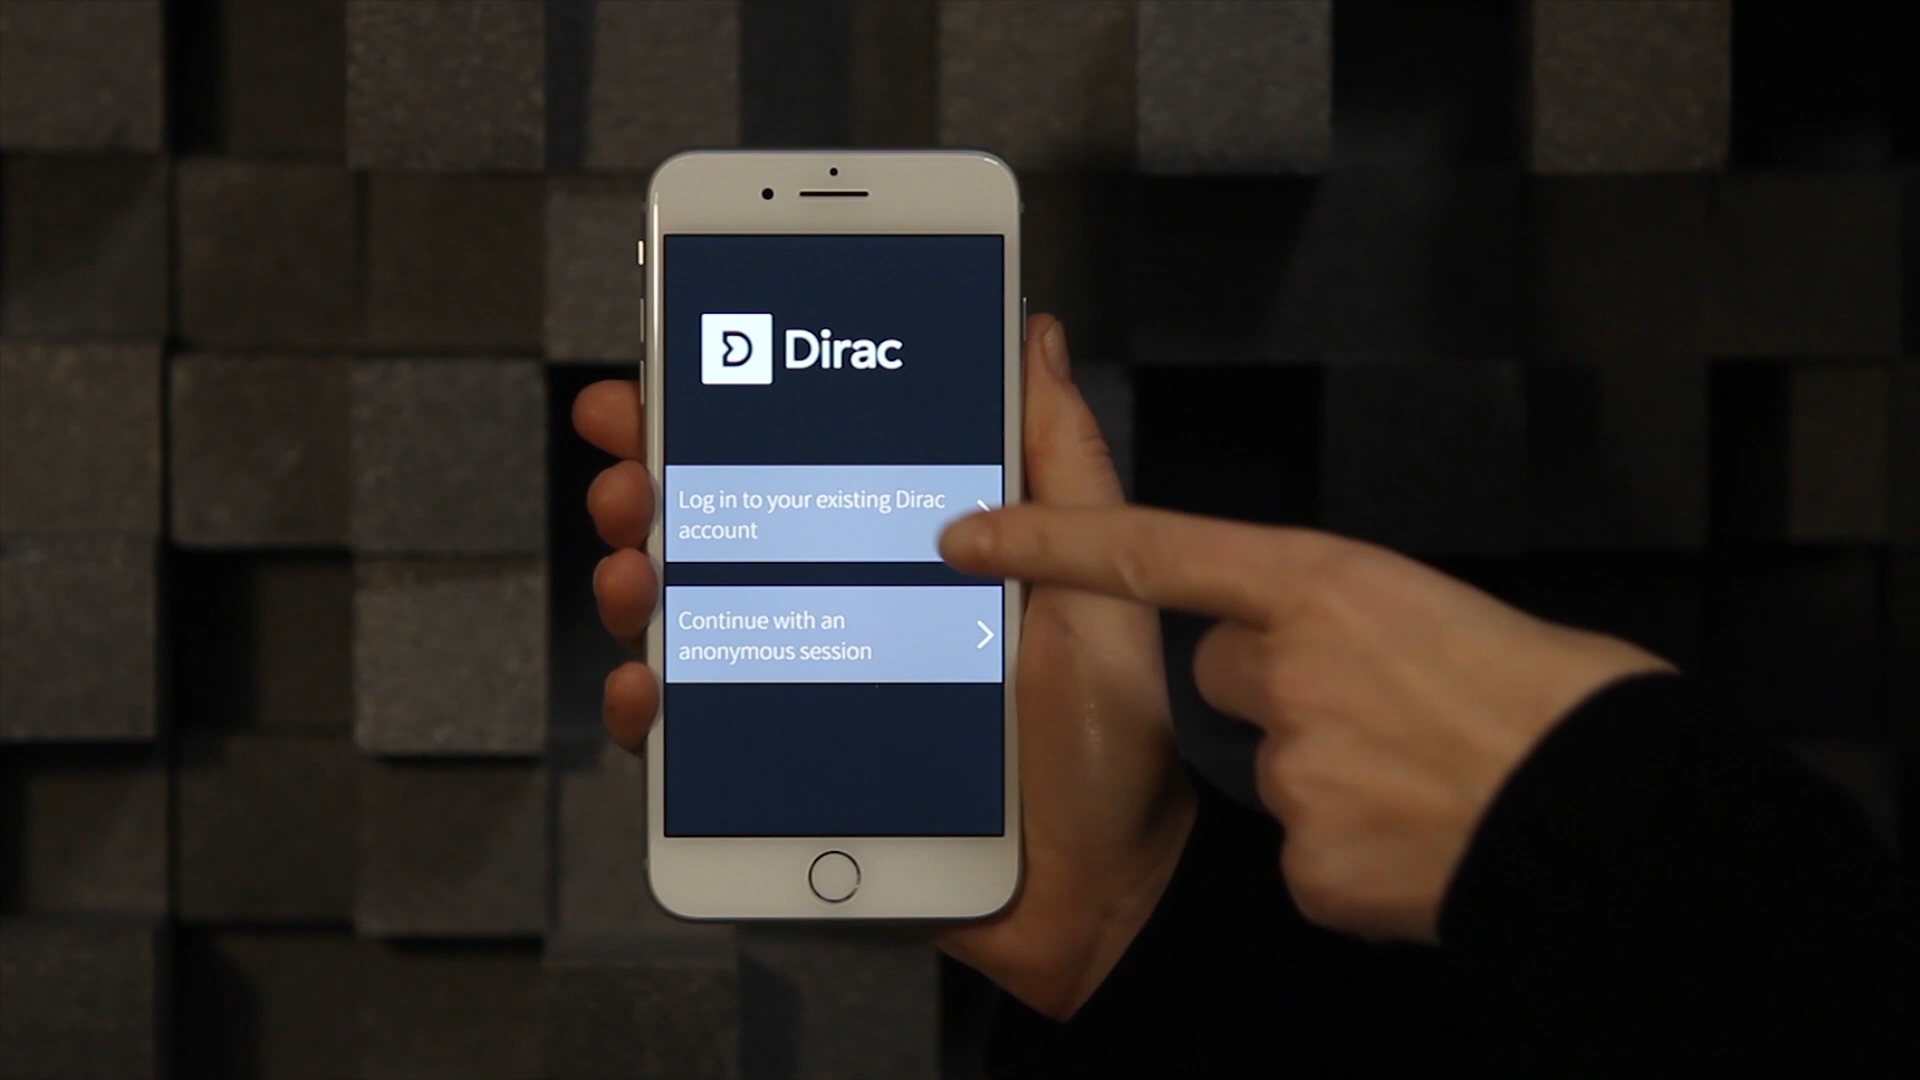 Dirac
Log in to your existing Dirac
account
Continue with an
anonymous session